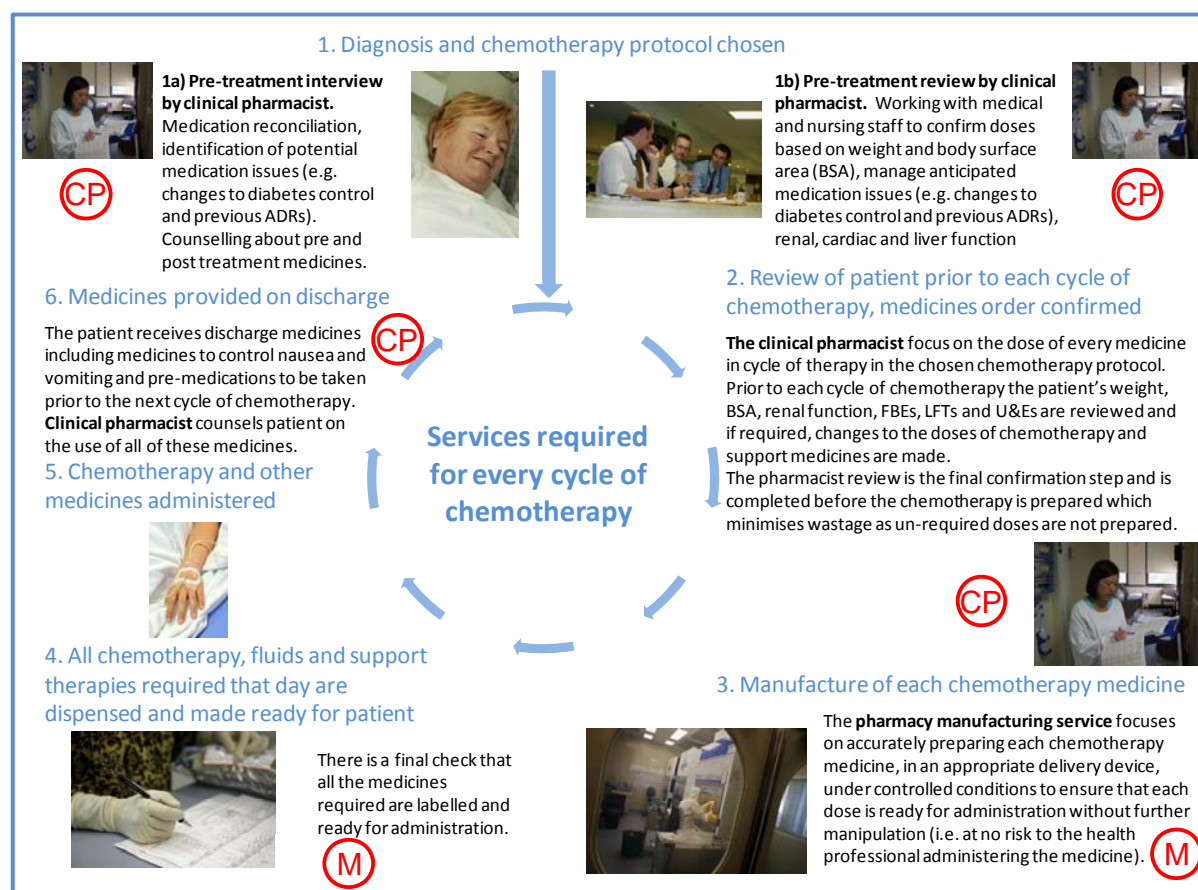 1. Diagnosis and chemotherapy protocol chosen
1a) Pre-treatment interview
by clinical pharmacist.
Medication reconciliation,
identification of potential
medication issues (e.g.
changes to diabetes control
and previous ADRs).
Counselling about pre and
post treatment medicines.
CP
1b) Pre-treatment review by clinical
pharmacist. Working with medical
and nursing staff to confirm doses
based on weight and body surface
area (BSA), manage anticipated
medication issues (e.g. changes to
diabetes control and previous ADRs),
renal, cardiac and liver function
CP
2. Review of patient prior to each cycle of
chemotherapy, medicines order confirmed
The clinical pharmacist focus on the dose of every medicine
in cycle of therapy in the chosen chemotherapy protocol.
Prior to each cycle of chemotherapy the patient's weight,
BSA, renal function, FBEs, LFTs and U&Es are reviewed and
if required, changes to the doses of chemotherapy and
support medicines are made.
The pharmacist review is the final confirmation step and is
completed before the chemotherapy is prepared which
minimises wastage as un-required doses are not prepared.
CP
Services required
for every cycle of
chemotherapy
3. Manufacture of each chemotherapy medicine
The pharmacy manufacturing service focuses
on accurately preparing each chemotherapy
medicine, in an appropriate delivery device,
under controlled conditions to ensure that each
dose is ready for administration without further
manipulation (i.e. at no risk to the health
professional administering the medicine).
M
4. All chemotherapy, fluids and support
therapies required that day are
dispensed and made ready for patient
There is a final check that
all the medicines
required are labelled and
ready for administration.
M
5. Chemotherapy and other
medicines administered
6. Medicines provided on discharge
The patient receives discharge medicines
including medicines to control nausea and
vomiting and pre-medications to be taken
prior to the next cycle of chemotherapy.
Clinical pharmacist counsels patient on
the use of all of these medicines.
CP